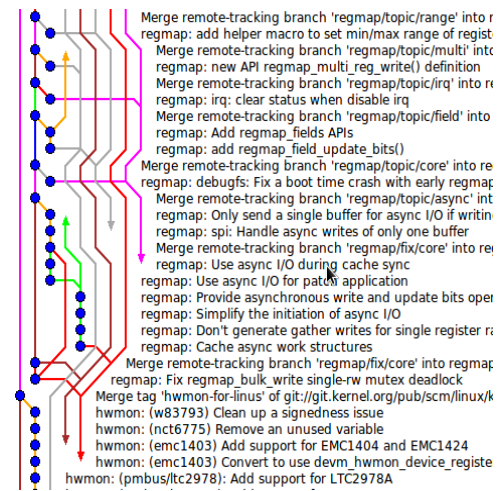 Merge remote-tracking branch 'regmap/topic/range' into
regmap: add helper macro to set min/max range of
Merge remote-tracking branch 'regmap/topic/multi' into
regmap: new API regmap_multi_reg_write() definition
Merge remote-tracking branch 'regmap/topic/irq' into
regmap: irq: clear status when disable irq
Merge remote-tracking branch 'regmap/topic/field' into
regmap: Add regmap_fields APIs
regmap: add regmap_field_update_bits()
Merge remote-tracking branch 'regmap/topic/core' into
regmap: debugfs: Fix a boot time crash with early regmap
Merge remote-tracking branch 'regmap/topic/async'
regmap: Only send a single buffer for async I/O if
regmap: spi: Handle async writes of only one buffer
Merge remote-tracking branch 'regmap/fix/core' into
regmap: Use async I/O during cache sync
regmap: Use async I/O for patch application
regmap: Provide asynchronous write and update bits
regmap: Simplify the initiation of async I/O
regmap: Don't generate gather writes for single register
regmap: Cache async work structures
Merge remote-tracking branch 'regmap/fix/core' into
regmap: Fix regmap_bulk_write single-rw mutex deadlock
Merge tag 'hwmon-for-linus' of git://git.kernel.org/pub/scm/linux/
hwmon: (w83793) Clean up a signedness issue
hwmon: (nct6775) Remove an unused variable
hwmon: (emc1403) Add support for EMC1404 and EMC1424
hwmon: (emc1403) Convert to use devm_hwmon_device_registe
hwmon: (pmbus/ltc2978) Add support for LTC2978A